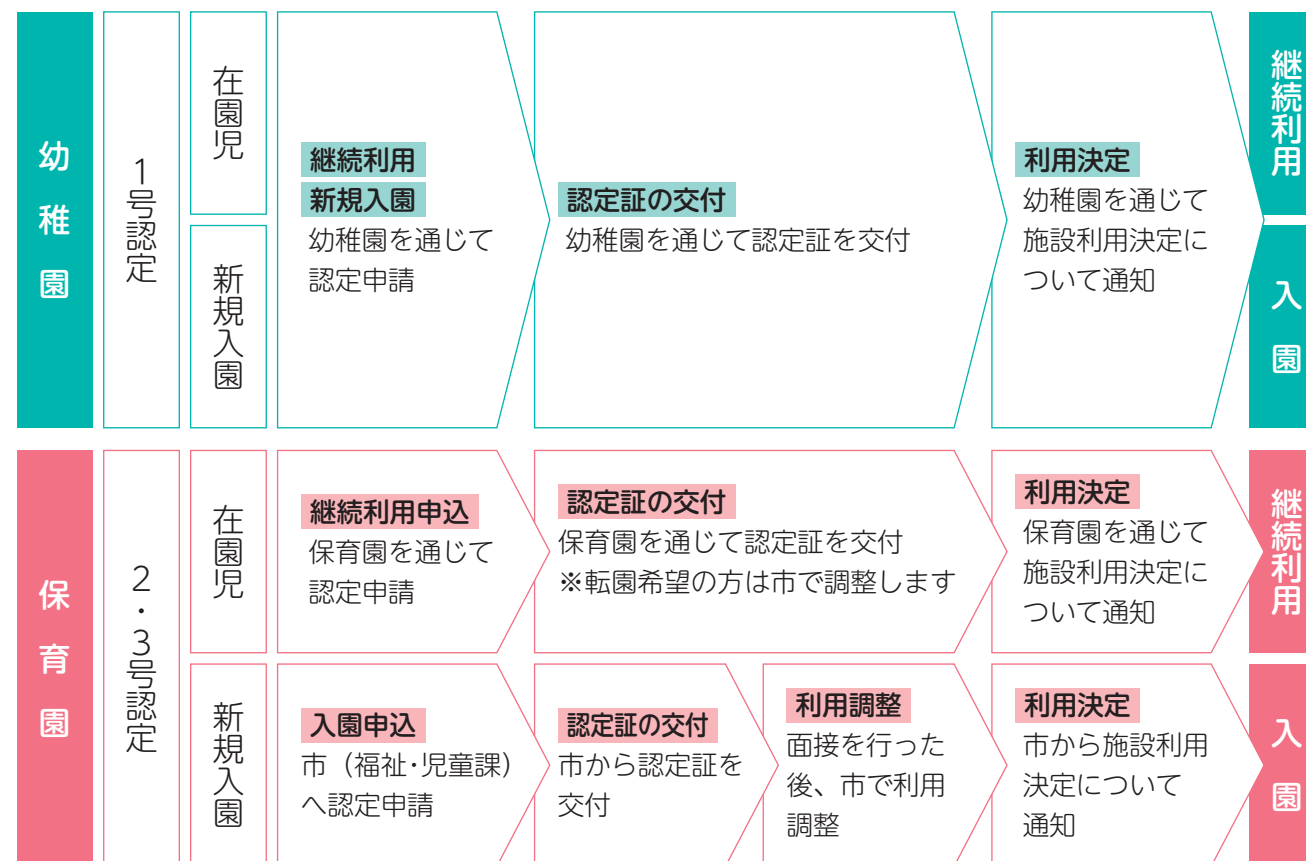 幼稚園
1号認定
在園児
新規入園
継続利用
新規入園
幼稚園を通じて
認定申請
認定証の交付
幼稚園を通じて認定証を交付
利用決定
幼稚園を通じて
施設利用決定に
ついて通知
継続利用
入園
保育園
2・3号認定
在園児
継続利用申込
保育園を通じて
認定申請
認定証の交付
保育園を通じて認定証を交付
※転園希望の方は市で調整します
利用決定
保育園を通じて
施設利用決定に
ついて通知
継続利用
新規入園
入園申込
市（福祉・児童課）
へ認定申請
認定証の交付
市から認定証を
交付
利用調整
面接を行った
後、市で利用
調整
利用決定
市から施設利用
決定について
通知
入園